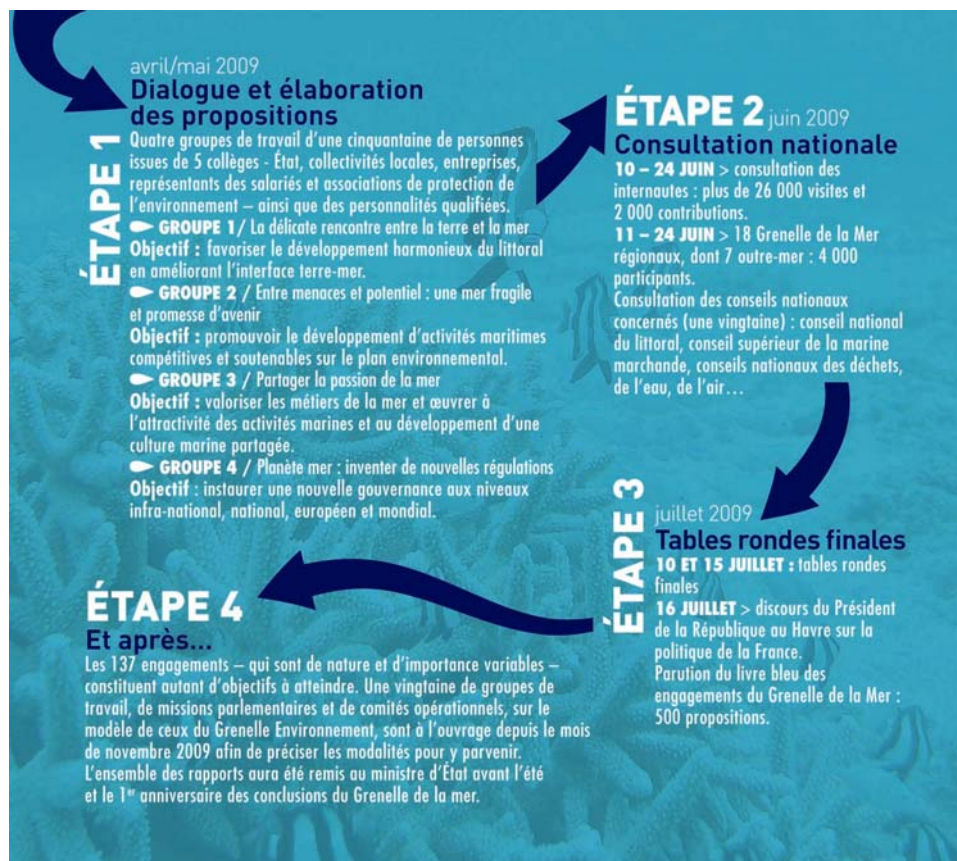 avril/mai 2009
Dialogue et élaboration
des propositions
ÉTAPE 1
Quatre groupes de travail d'une cinquantaine de personnes
issues de 5 collèges - État, collectivités locales, entreprises,
représentants des salariés et associations de protection de
l'environnement – ainsi que des personnalités qualifiées.
GROUPE 1/ La délicate rencontre entre la terre et la mer
Objectif : favoriser le développement harmonieux du littoral
en améliorant l'interface terre-mer.
GROUPE 2 / Entre menaces et potentiel : une mer fragile
et promesse d'avenir
Objectif : promouvoir le développement d'activités maritimes
compétitives et soutenables sur le plan environnemental.
GROUPE 3 / Partager la passion de la mer
Objectif : valoriser les métiers de la mer et œuvrer à
l'attractivité des activités marines et au développement d'une
culture marine partagée.
GROUPE 4 / Planète mer : inventer de nouvelles régulations
Objectif : instaurer une nouvelle gouvernance aux niveaux
infra-national, national, européen et mondial.
ÉTAPE 2 juin 2009
Consultation nationale
10 – 24 JUIN > consultation des
internautes : plus de 26 000 visites et
2 000 contributions.
11 – 24 JUIN > 18 Grenelle de la Mer
régionaux, dont 7 outre-mer : 4 000
participants.
Consultation des conseils nationaux
concernés (une vingtaine) : conseil national
du littoral, conseil supérieur de la marine
marchande, conseils nationaux des déchets,
de l'eau, de l'air...
ÉTAPE 3
juillet 2009
Tables rondes finales
10 ET 15 JUILLET : tables rondes
finales
16 JUILLET > discours du Président
de la République au Havre sur la
politique de la France.
Parution du livre bleu des
engagements du Grenelle de la Mer :
500 propositions.
ÉTAPE 4
Et après...
Les 137 engagements – qui sont de nature et d'importance variables –
constituent autant d'objectifs à atteindre. Une vingtaine de groupes de
travail, de missions parlementaires et de comités opérationnels, sur le
modèle de ceux du Grenelle Environnement, sont à l'ouvrage depuis le mois
de novembre 2009 afin de préciser les modalités pour y parvenir.
L'ensemble des rapports aura été remis au ministre d'État avant l'été
et le 1er anniversaire des conclusions du Grenelle de la mer.